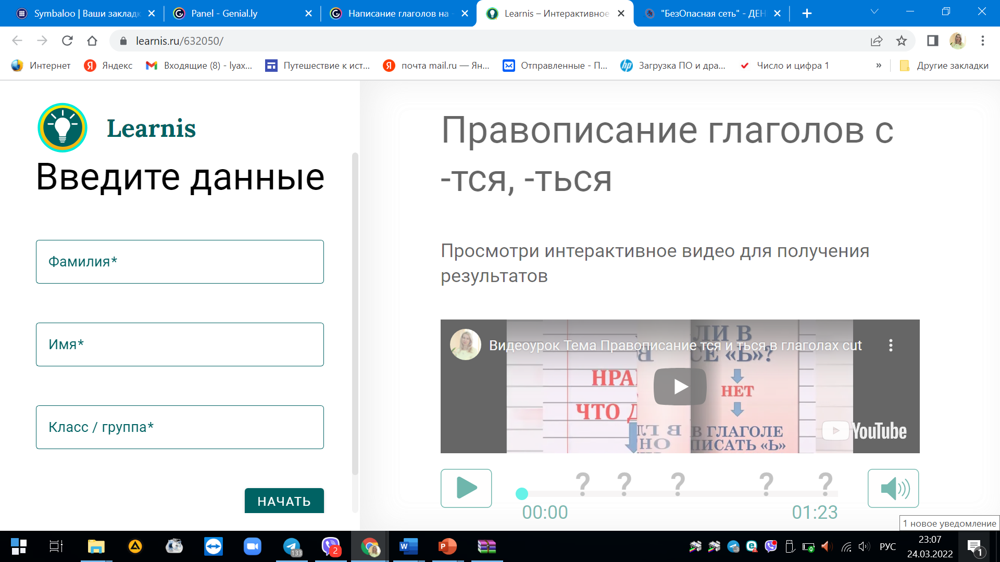 Symbaloo | Ваши закладк
Panel - Genial.ly
Написание глаголов на -
Learnis – Интерактивное
"БезОпасная сеть" - ДЕН
learnis.ru/632050/
Интернет
Яндекс
Входящие (8) - lyax...
Путешествие к ист...
почта mail.ru — Ян...
Отправленные - П...
Загрузка ПО и дра...
Число и цифра 1
»
Другие закладки
Learnis
Введите данные
Фамилия*
Имя*
Класс / группа*
НАЧАТЬ
Правописание глаголов с
-тся, -ться
Просмотри интерактивное видео для получения
результатов
Видеоурок Тема Правописание тся и ться в глаголах cut
ЛИ В
СЕ «Ь»?
НРА
НЕТ
ЧТО Д
В ГЛАГОЛЕ
ПИСАТЬ «Ь»
YouTube
? ? ? ? ?
00:00
01:23
1 новое уведомление
133
2
РУС
23:07
24.03.2022
1